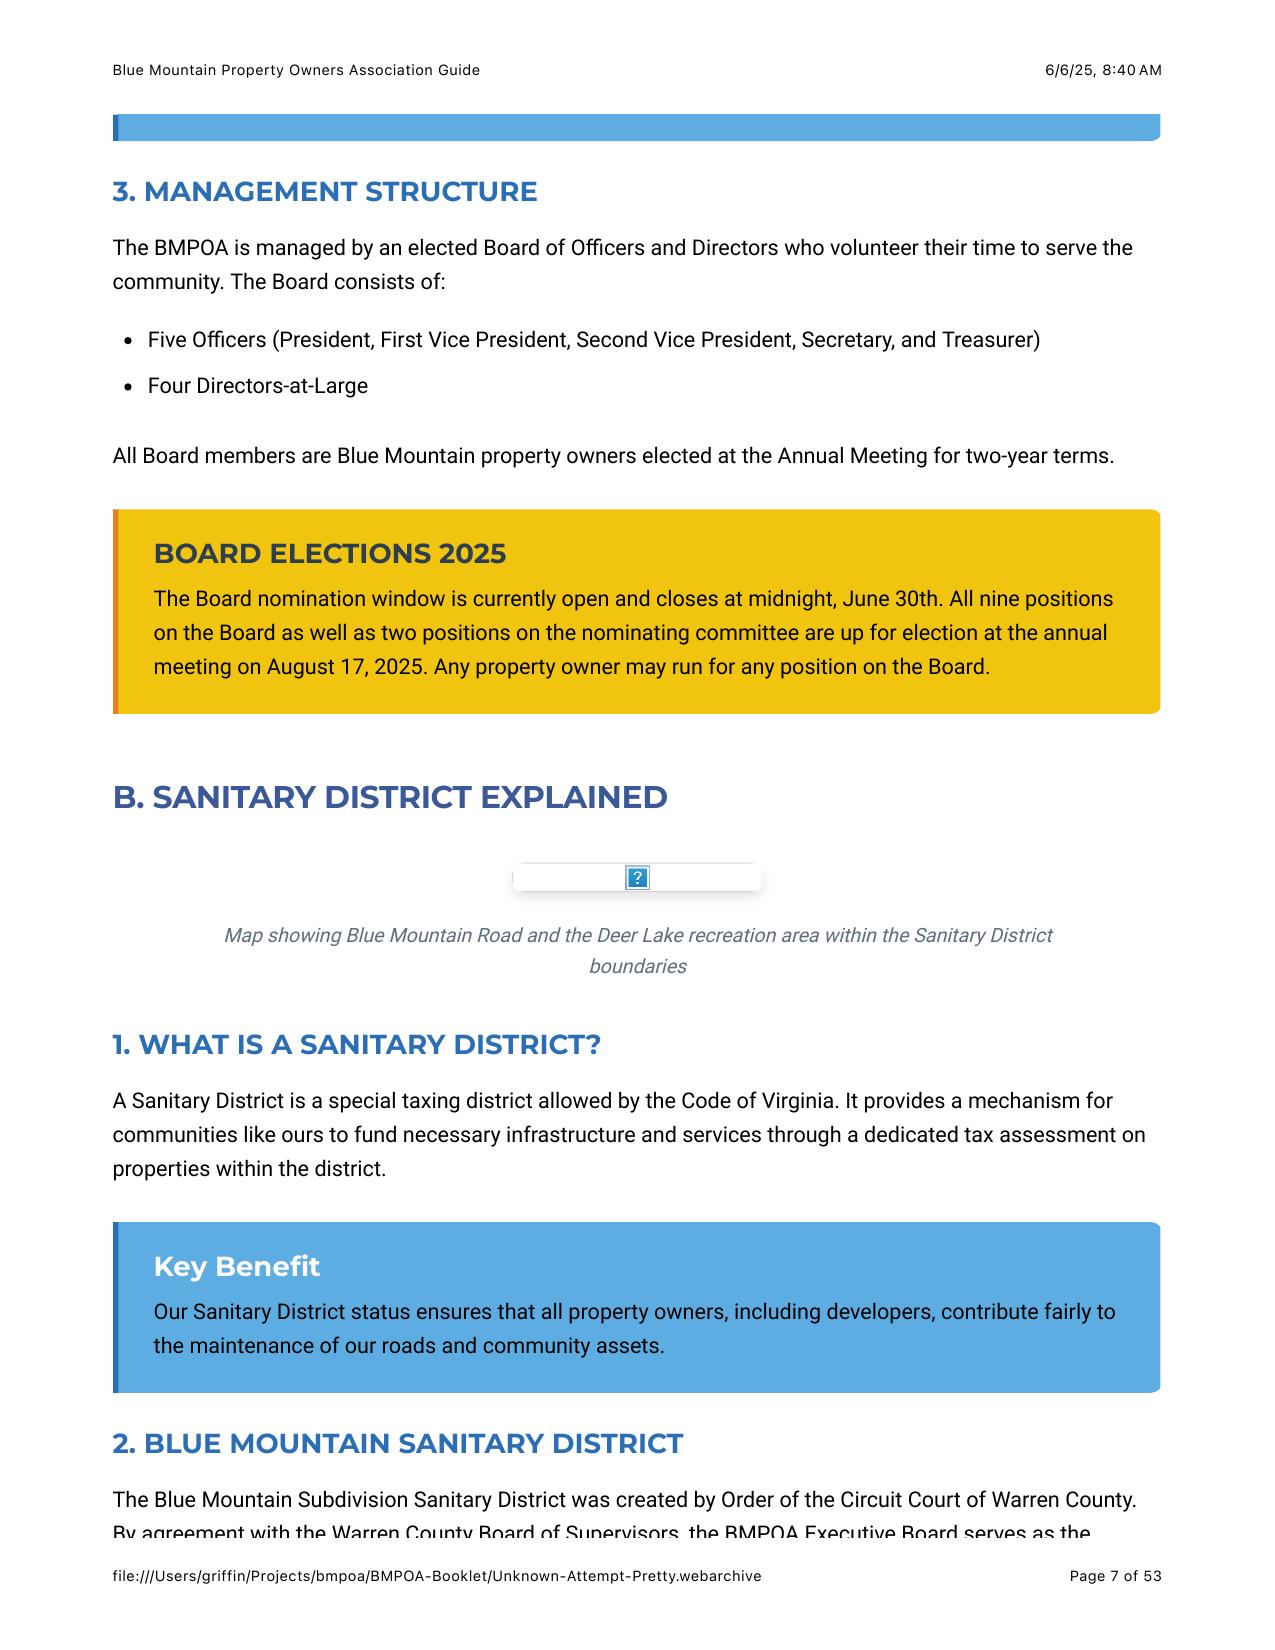 Blue Mountain Property Owners Association Guide
6/6/25, 8:40 AM
3. MANAGEMENT STRUCTURE
The BMPOA is managed by an elected Board of Officers and Directors who volunteer their time to serve the
community. The Board consists of:
• Five Officers (President, First Vice President, Second Vice President, Secretary, and Treasurer)
• Four Directors-at-Large
All Board members are Blue Mountain property owners elected at the Annual Meeting for two-year terms.
BOARD ELECTIONS 2025
The Board nomination window is currently open and closes at midnight, June 30th. All nine positions
on the Board as well as two positions on the nominating committee are up for election at the annual
meeting on August 17, 2025. Any property owner may run for any position on the Board.
B. SANITARY DISTRICT EXPLAINED
?
Map showing Blue Mountain Road and the Deer Lake recreation area within the Sanitary District
boundaries
1. WHAT IS A SANITARY DISTRICT?
A Sanitary District is a special taxing district allowed by the Code of Virginia. It provides a mechanism for
communities like ours to fund necessary infrastructure and services through a dedicated tax assessment on
properties within the district.
Key Benefit
Our Sanitary District status ensures that all property owners, including developers, contribute fairly to
the maintenance of our roads and community assets.
2. BLUE MOUNTAIN SANITARY DISTRICT
The Blue Mountain Subdivision Sanitary District was created by Order of the Circuit Court of Warren County.
By agreement with the Warren County Board of Supervisors, the BMPOA Executive Board serves as the
file:///Users/griffin/Projects/bmpoa/BMPOA-Booklet/Unknown-Attempt-Pretty.webarchive
Page 7 of 53